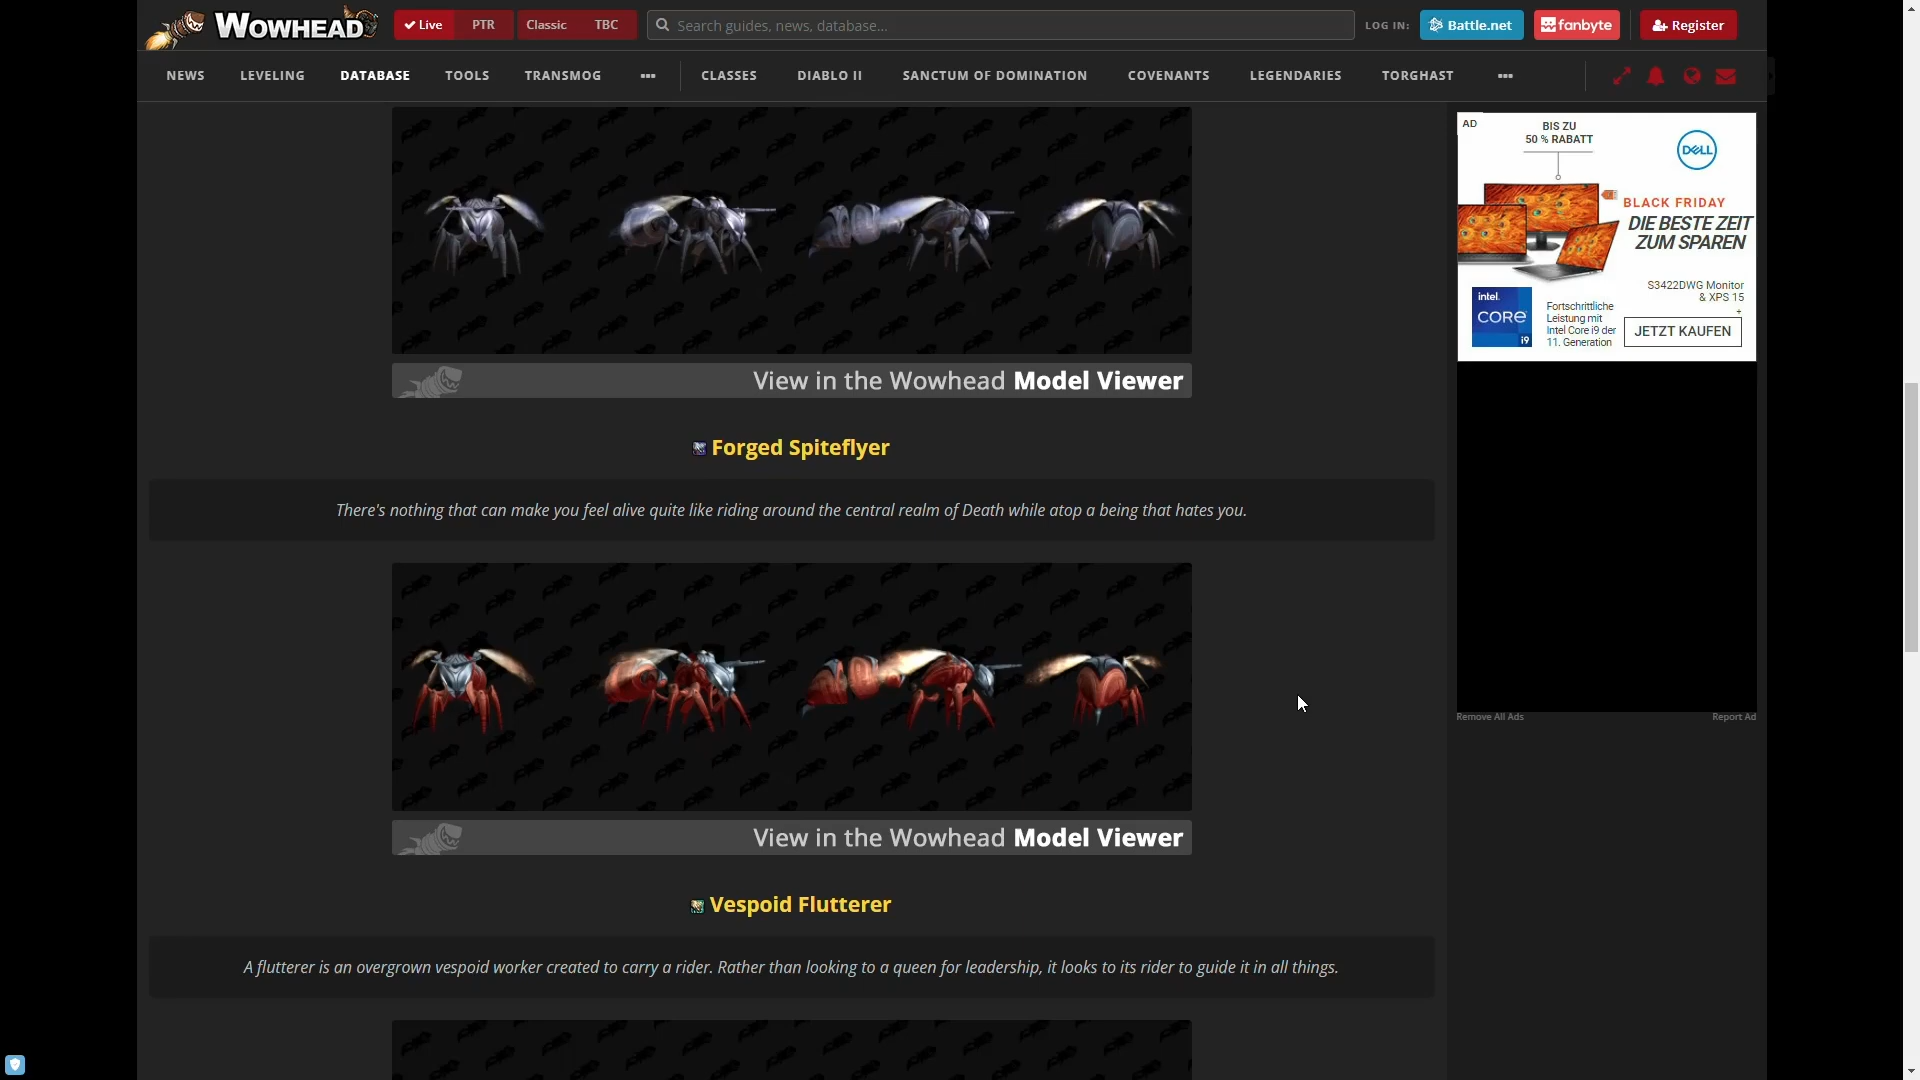 WOWHEAD
Live
PTR
Classic
TBC
Search guides, news, database...
LOG IN:
Battle.net
fanbyte
Register
NEWS
LEVELING
DATABASE
TOOLS
TRANSMOG
CLASSES
DIABLO II
SANCTUM OF DOMINATION
COVENANTS
LEGENDARIES
TORGHAST
View in the Wowhead Model Viewer
Forged Spiteflyer
There's nothing that can make you feel alive quite like riding around the central realm of Death while atop a being that hates you.
View in the Wowhead Model Viewer
Vespoid Flutterer
A flutterer is an overgrown vespoid worker created to carry a rider. Rather than looking to a queen for leadership, it looks to its rider to guide it in all things.
AD
BIS ZU
50 % RABATT
DELL
BLACK FRIDAY
DIE BESTE ZEIT
ZUM SPAREN
S3422DWG Monitor
& XPS 15
+
intel.
CORE
i9
Fortschrittliche
Leistung mit
Intel Core i9 der
11. Generation
JETZT KAUFEN
Remove All Ads
Report Ad